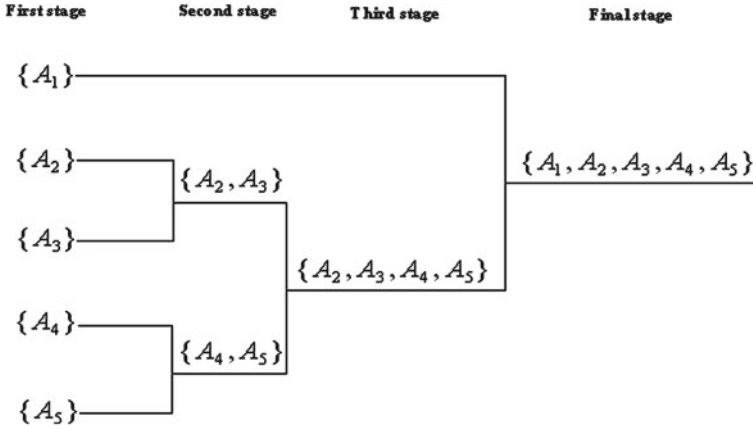 First stage Second stage Third stage Final stage
{A₁}
{A₂}
{A₁, A₂, A₃, A₄, A₅}
{A₂, A₃}
{A₃}
{A₂, A₃, A₄, A₅}
{A₄}
{A₄, A₅}
{A₅}